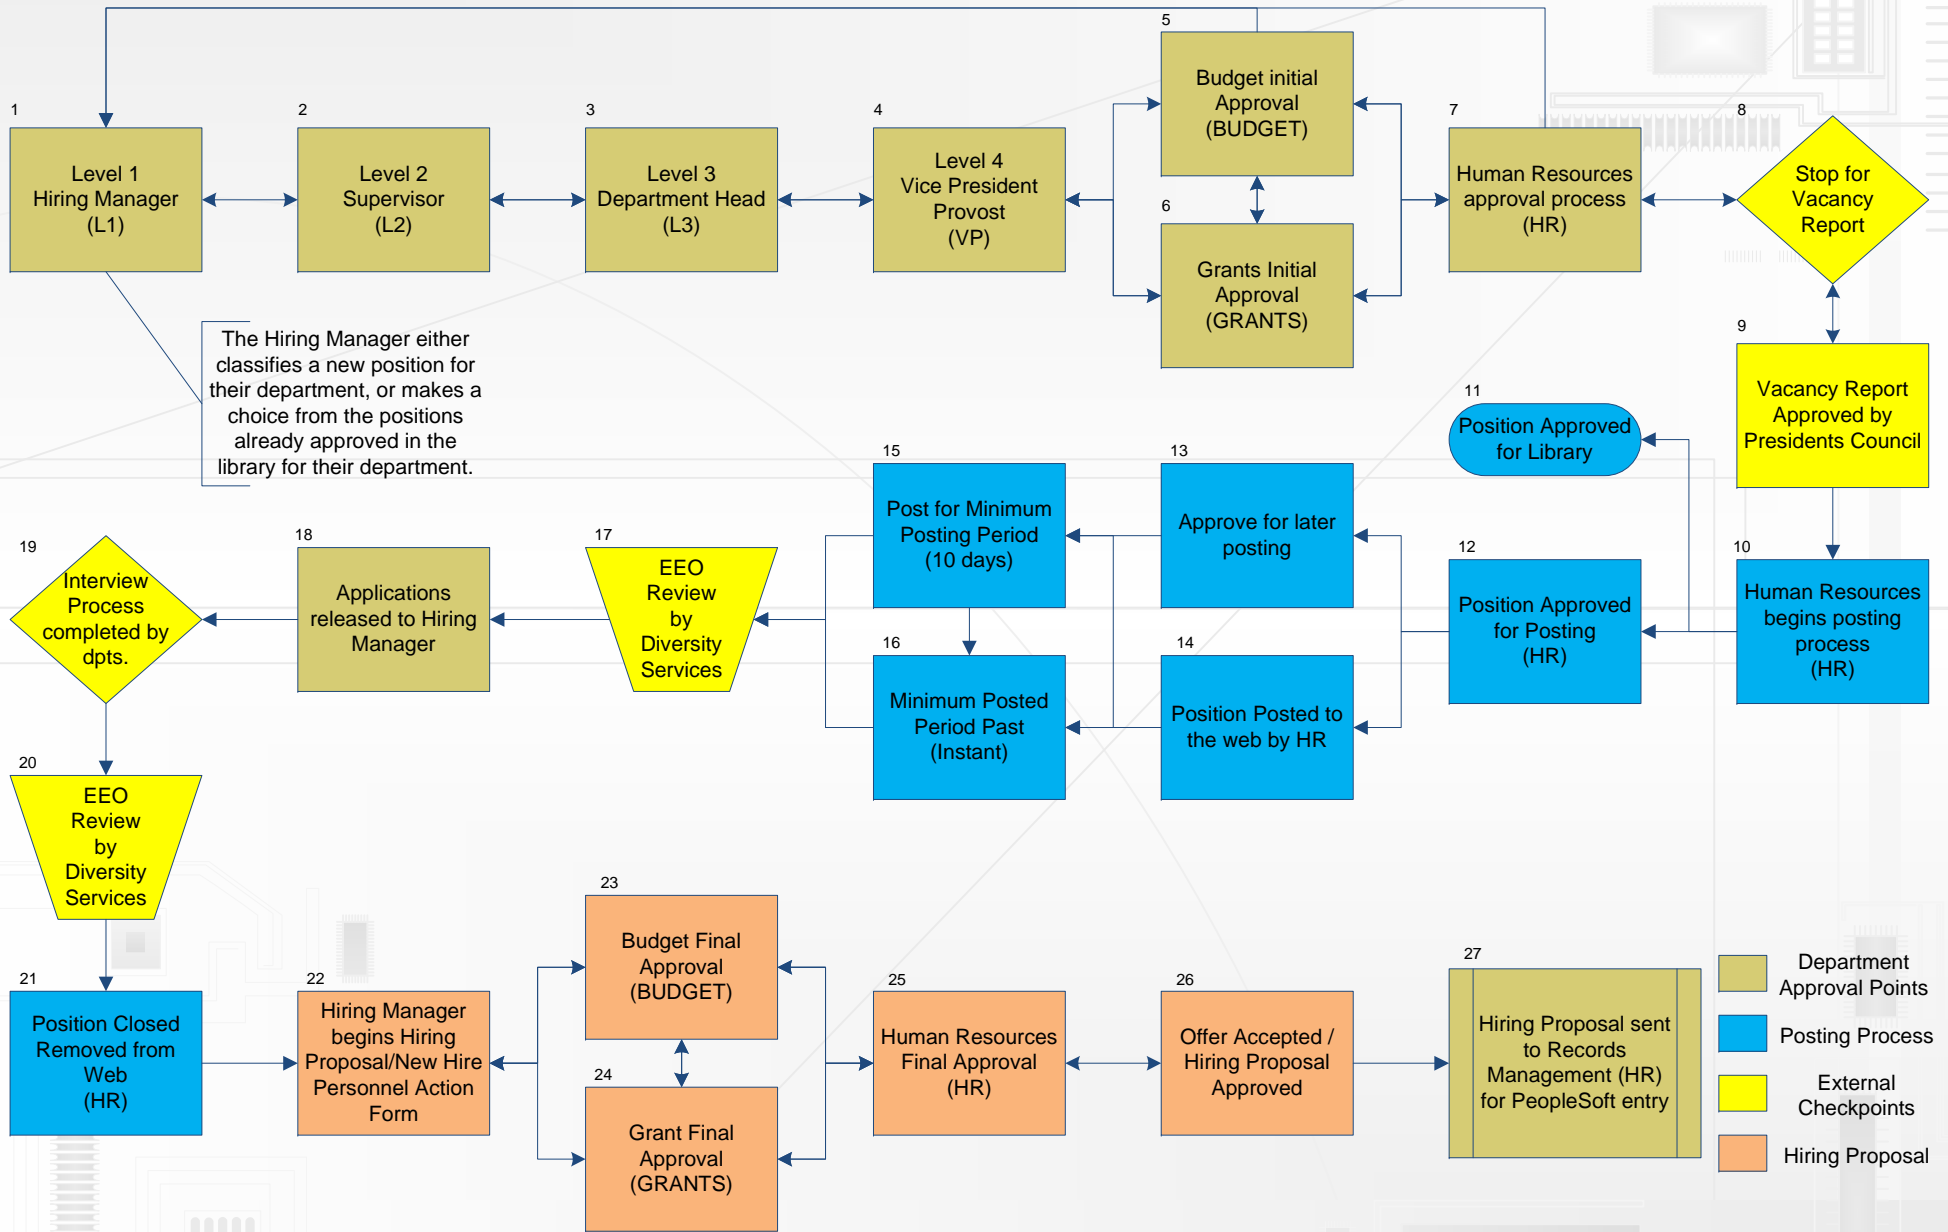 1
Level 1
Hiring Manager
(L1)
2
Level 2
Supervisor
(L2)
3
Level 3
Department Head
(L3)
4
Level 4
Vice President
Provost
(VP)
5
Budget initial
Approval
(BUDGET)
6
Grants Initial
Approval
(GRANTS)
7
Human Resources
approval process
(HR)
8
Stop for
Vacancy
Report
The Hiring Manager either
classifies a new position for
their department, or makes a
choice from the positions
already approved in the
library for their department.
9
Vacancy Report
Approved by
Presidents Council
10
Human Resources
begins posting
process
(HR)
11
Position Approved
for Library
12
Position Approved
for Posting
(HR)
13
Approve for later
posting
14
Position Posted to
the web by HR
15
Post for Minimum
Posting Period
(10 days)
16
Minimum Posted
Period Past
(Instant)
17
EEO
Review
by
Diversity
Services
18
Applications
released to Hiring
Manager
19
Interview
Process
completed by
dpts.
20
EEO
Review
by
Diversity
Services
21
Position Closed
Removed from
Web
(HR)
22
Hiring Manager
begins Hiring
Proposal/New Hire
Personnel Action
Form
23
Budget Final
Approval
(BUDGET)
24
Grant Final
Approval
(GRANTS)
25
Human Resources
Final Approval
(HR)
26
Offer Accepted /
Hiring Proposal
Approved
27
Hiring Proposal sent
to Records
Management (HR)
for PeopleSoft entry
Department
Approval Points
Posting Process
External
Checkpoints
Hiring Proposal